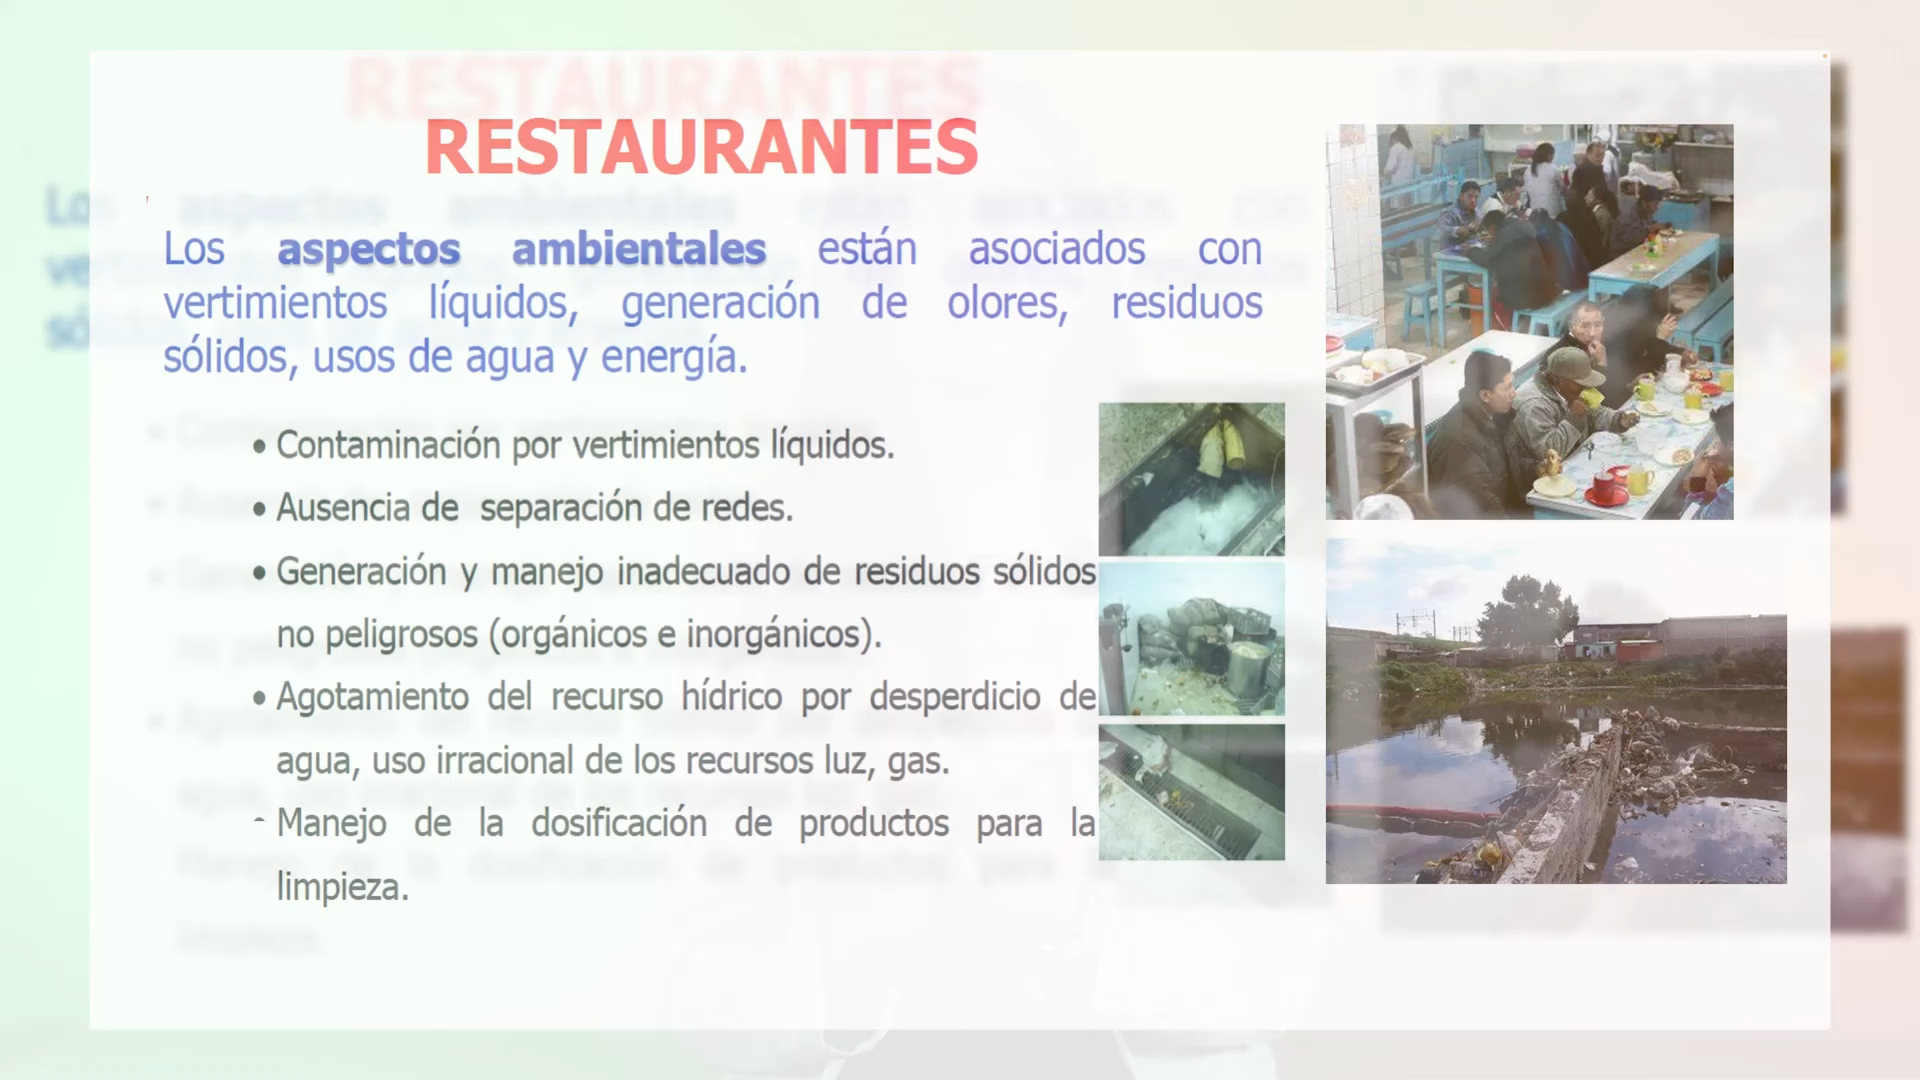 RESTAURANTES
Los aspectos ambientales están asociados con
vertimientos líquidos, generación de olores, residuos
sólidos, usos de agua y energía.
• Contaminación por vertimientos líquidos.
• Ausencia de separación de redes.
• Generación y manejo inadecuado de residuos sólidos
no peligrosos (orgánicos e inorgánicos).
• Agotamiento del recurso hídrico por desperdicio de
agua, uso irracional de los recursos luz, gas.
Manejo de la dosificación de productos para la
limpieza.